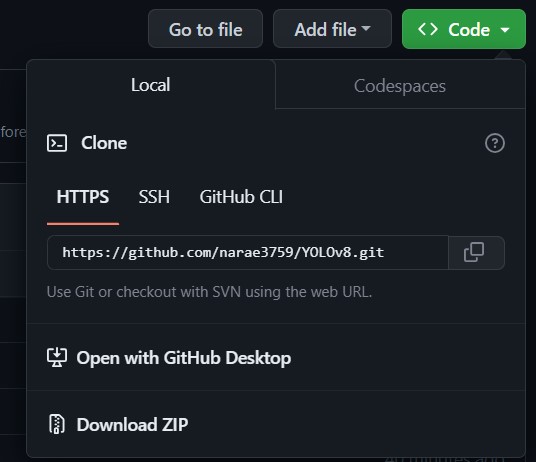 Go to file Add file <> Code
Local Codespaces
fore
Clone
HTTPS SSH GitHub CLI
https://github.com/narae3759/YOLOv8.git
Use Git or checkout with SVN using the web URL.
Open with GitHub Desktop
Download ZIP